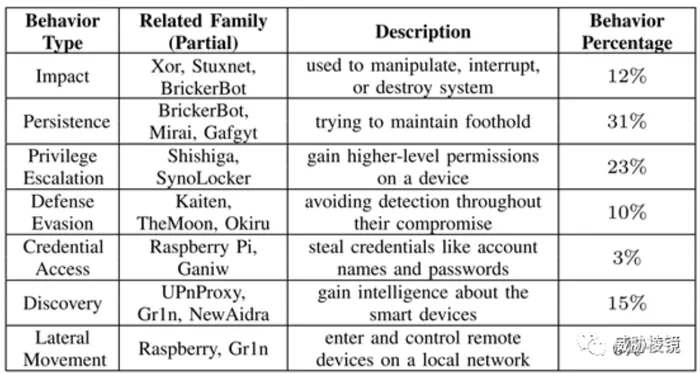 Behavior Type | Related Family (Partial) | Description | Behavior Percentage
Impact | Xor, Stuxnet, BrickerBot | used to manipulate, interrupt, or destroy system | 12%
Persistence | BrickerBot, Mirai, Gafgyt | trying to maintain foothold | 31%
Privilege Escalation | Shishiga, SynoLocker | gain higher-level permissions on a device | 23%
Defense Evasion | Kaiten, TheMoon, Okiru | avoiding detection throughout their compromise | 10%
Credential Access | Raspberry Pi, Ganiw | steal credentials like account names and passwords | 3%
Discovery | UPnProxy, Gr1n, NewAidra | gain intelligence about the smart devices | 15%
Lateral Movement | Raspberry, Gr1n | enter and control remote devices on a local network
威胁棱镜